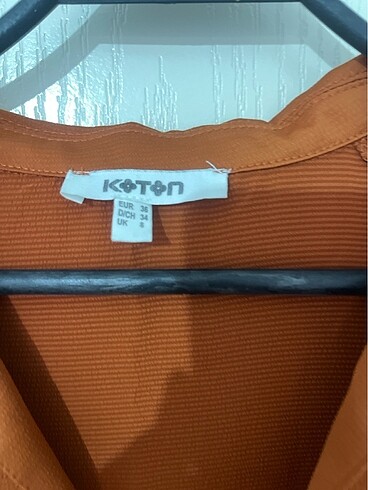 KOTON
EUR 36
D/CH 34
UK 8